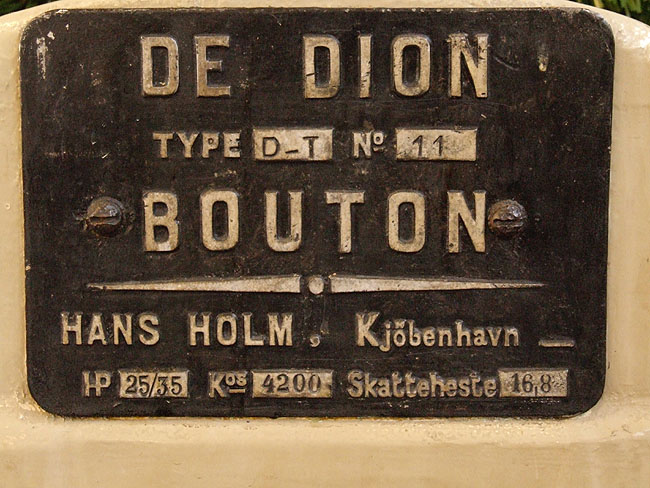 DE DION
TYPE D-T Nº 11
BOUTON
HANS HOLM, Kjöbenhavn
HP 25/35 Kos 4200 Skatteheste 16,8